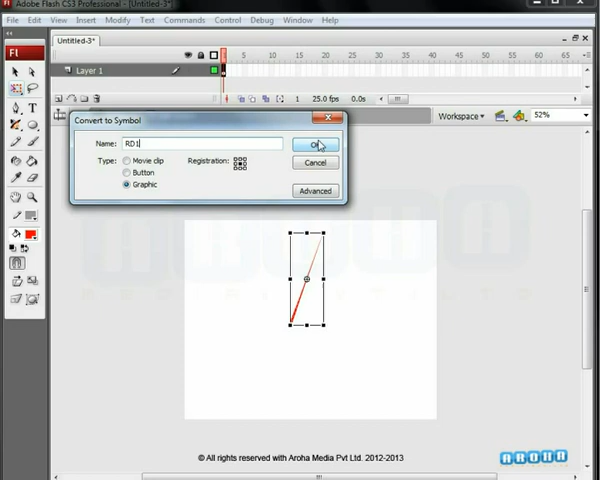 Adobe Flash CS3 Professional - [Untitled-3*]
File Edit View Insert Modify Text Commands Control Debug Window Help
Fl
Untitled-3*
5 10 15 20 25 30 35 40 45 50 55 60 65
Layer 1
1 25.0 fps 0.0s
Workspace 52%
Convert to Symbol
Name: RD1
OK
Type: Movie clip Registration:
Cancel
Button
Graphic
Advanced
© All rights reserved with Aroha Media Pvt Ltd. 2012-2013
AROHA